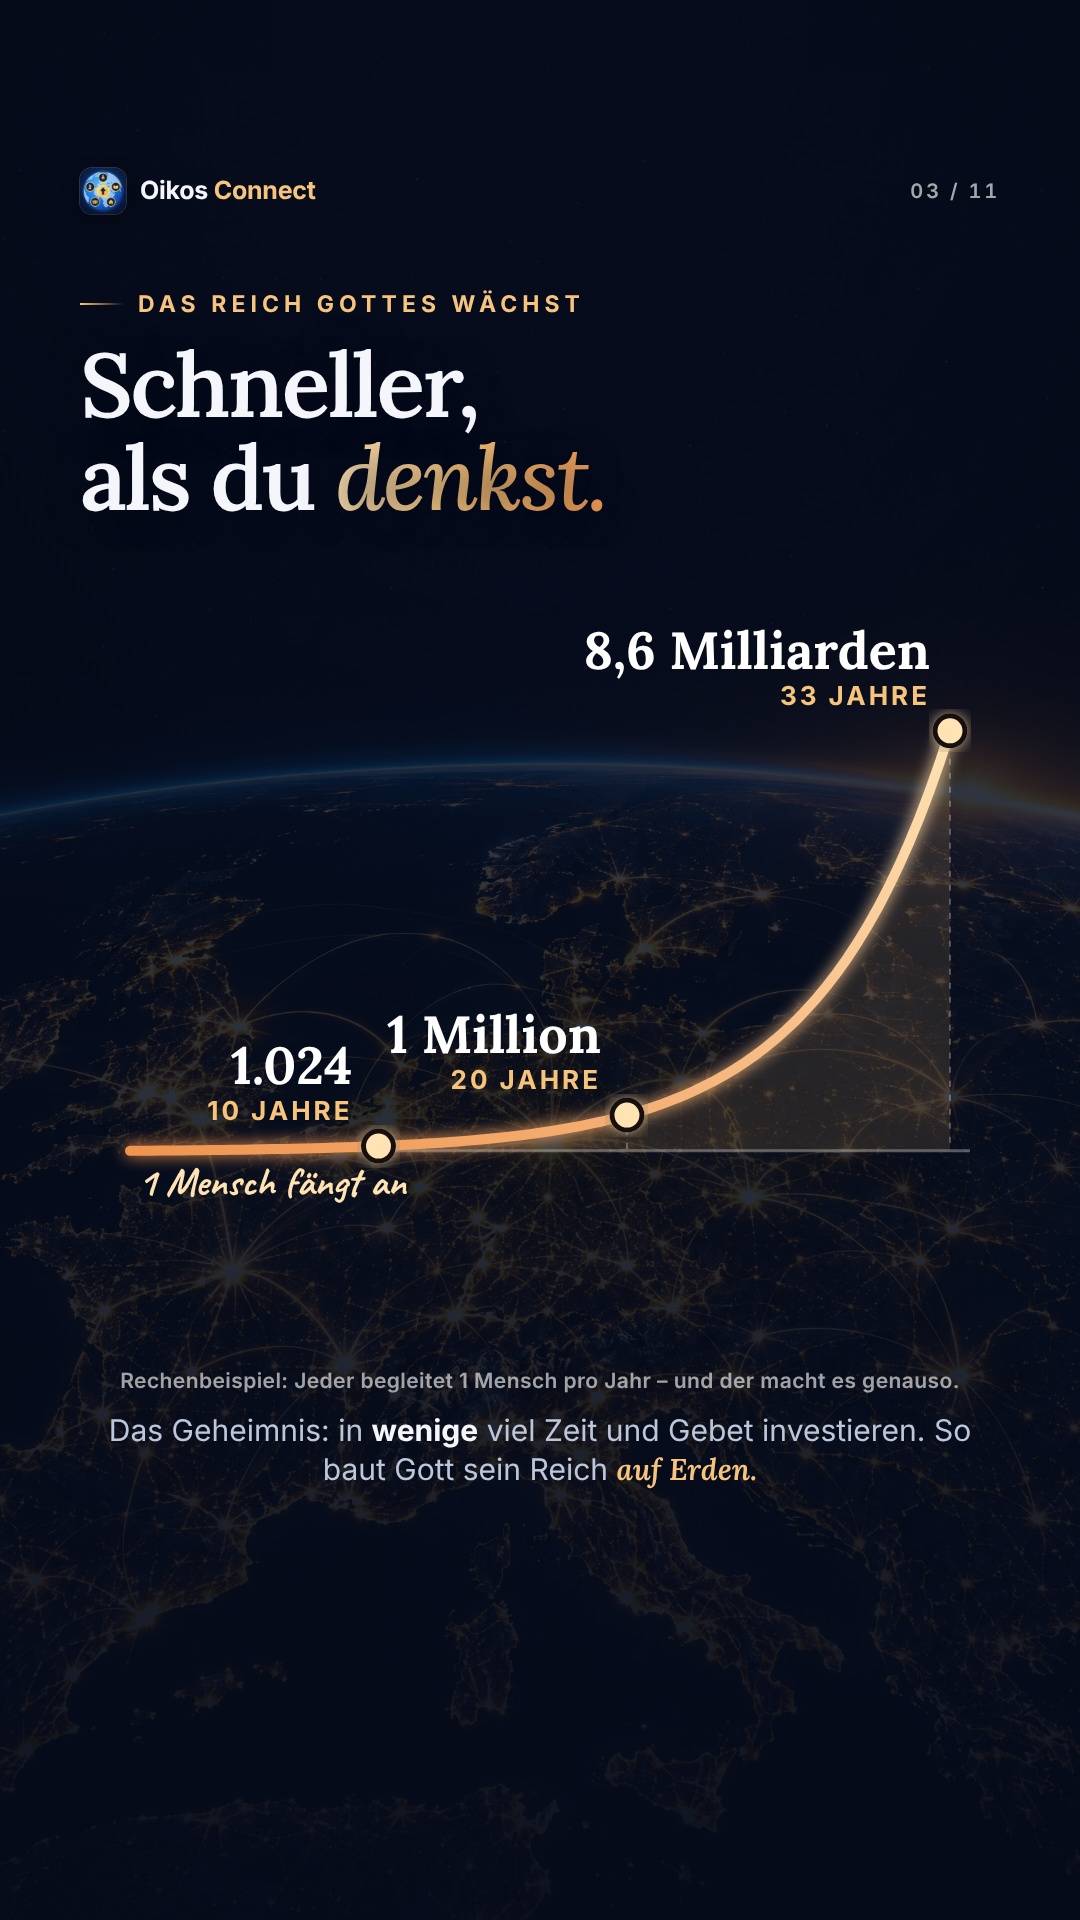 Oikos Connect
03 / 11
DAS REICH GOTTES WÄCHST
Schneller,
als du denkst.
8,6 Milliarden
33 JAHRE
1 Million
20 JAHRE
1.024
10 JAHRE
1 Mensch fängt an
Rechenbeispiel: Jeder begleitet 1 Mensch pro Jahr – und der macht es genauso.
Das Geheimnis: in wenige viel Zeit und Gebet investieren. So
baut Gott sein Reich auf Erden.